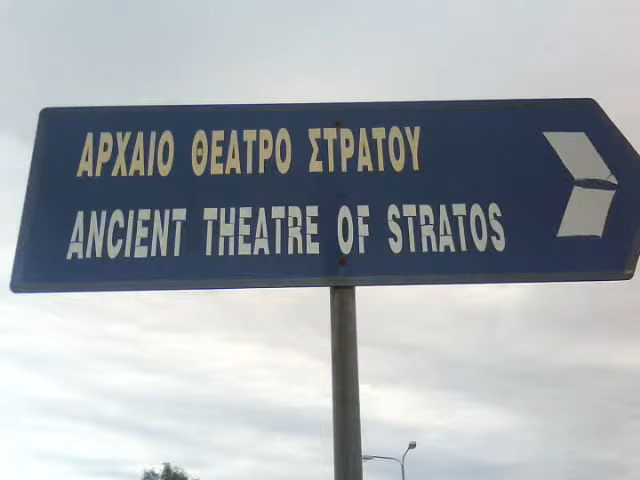 ΑΡΧΑΙΟ ΘΕΑΤΡΟ ΣΤΡΑΤΟΥ
ANCIENT THEATRE OF STRATOS